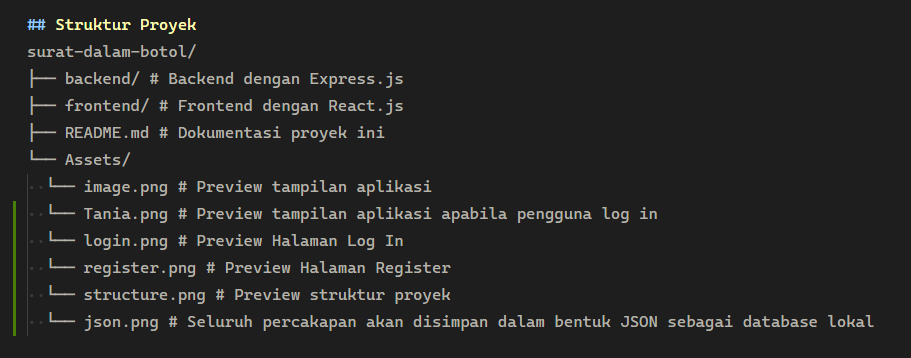 ## Struktur Proyek
surat-dalam-botol/
├── backend/ # Backend dengan Express.js
├── frontend/ # Frontend dengan React.js
├── README.md # Dokumentasi proyek ini
└── Assets/
  └── image.png # Preview tampilan aplikasi
  └── Tania.png # Preview tampilan aplikasi apabila pengguna log in
  └── login.png # Preview Halaman Log In
  └── register.png # Preview Halaman Register
  └── structure.png # Preview struktur proyek
  └── json.png # Seluruh percakapan akan disimpan dalam bentuk JSON sebagai database lokal